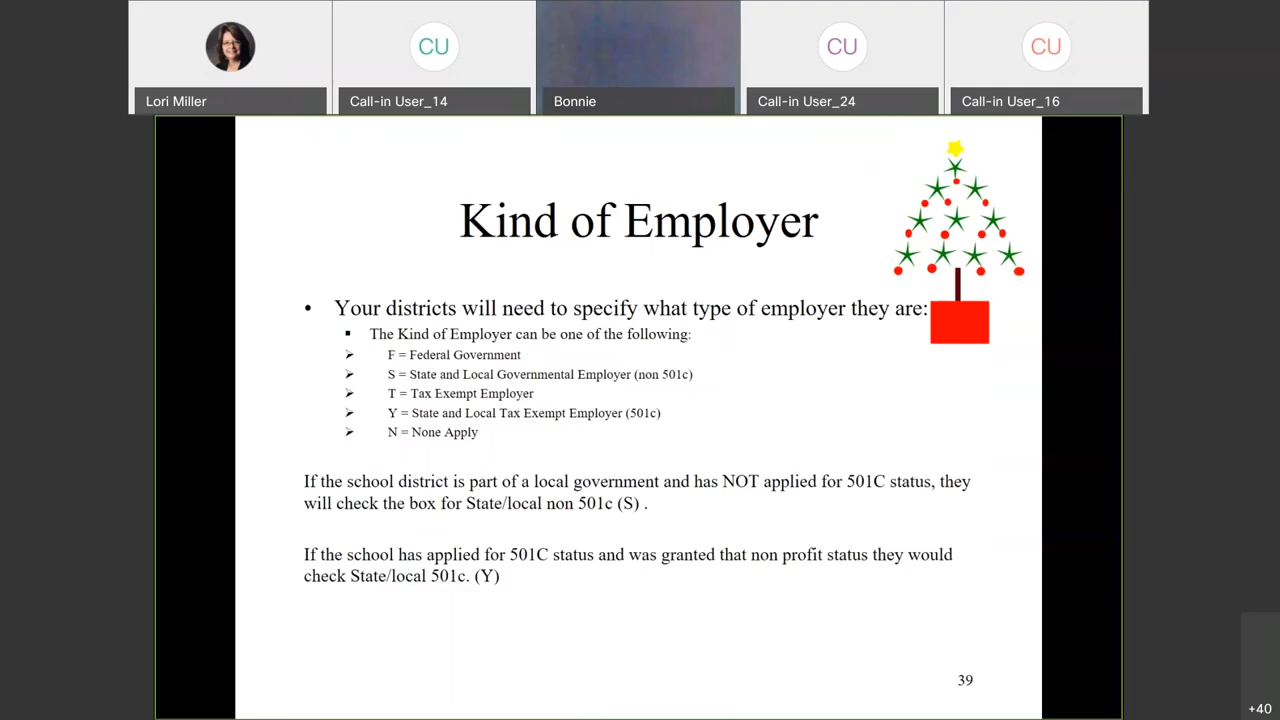 CU
CU
CU
Lori Miller
Call-in User_14
Bonnie
Call-in User_24
Call-in User_16
Kind of Employer
• Your districts will need to specify what type of employer they are:
▪ The Kind of Employer can be one of the following:
➢ F = Federal Government
➢ S = State and Local Governmental Employer (non 501c)
➢ T = Tax Exempt Employer
➢ Y = State and Local Tax Exempt Employer (501c)
➢ N = None Apply
If the school district is part of a local government and has NOT applied for 501C status, they
will check the box for State/local non 501c (S) .
If the school has applied for 501C status and was granted that non profit status they would
check State/local 501c. (Y)
39
+40